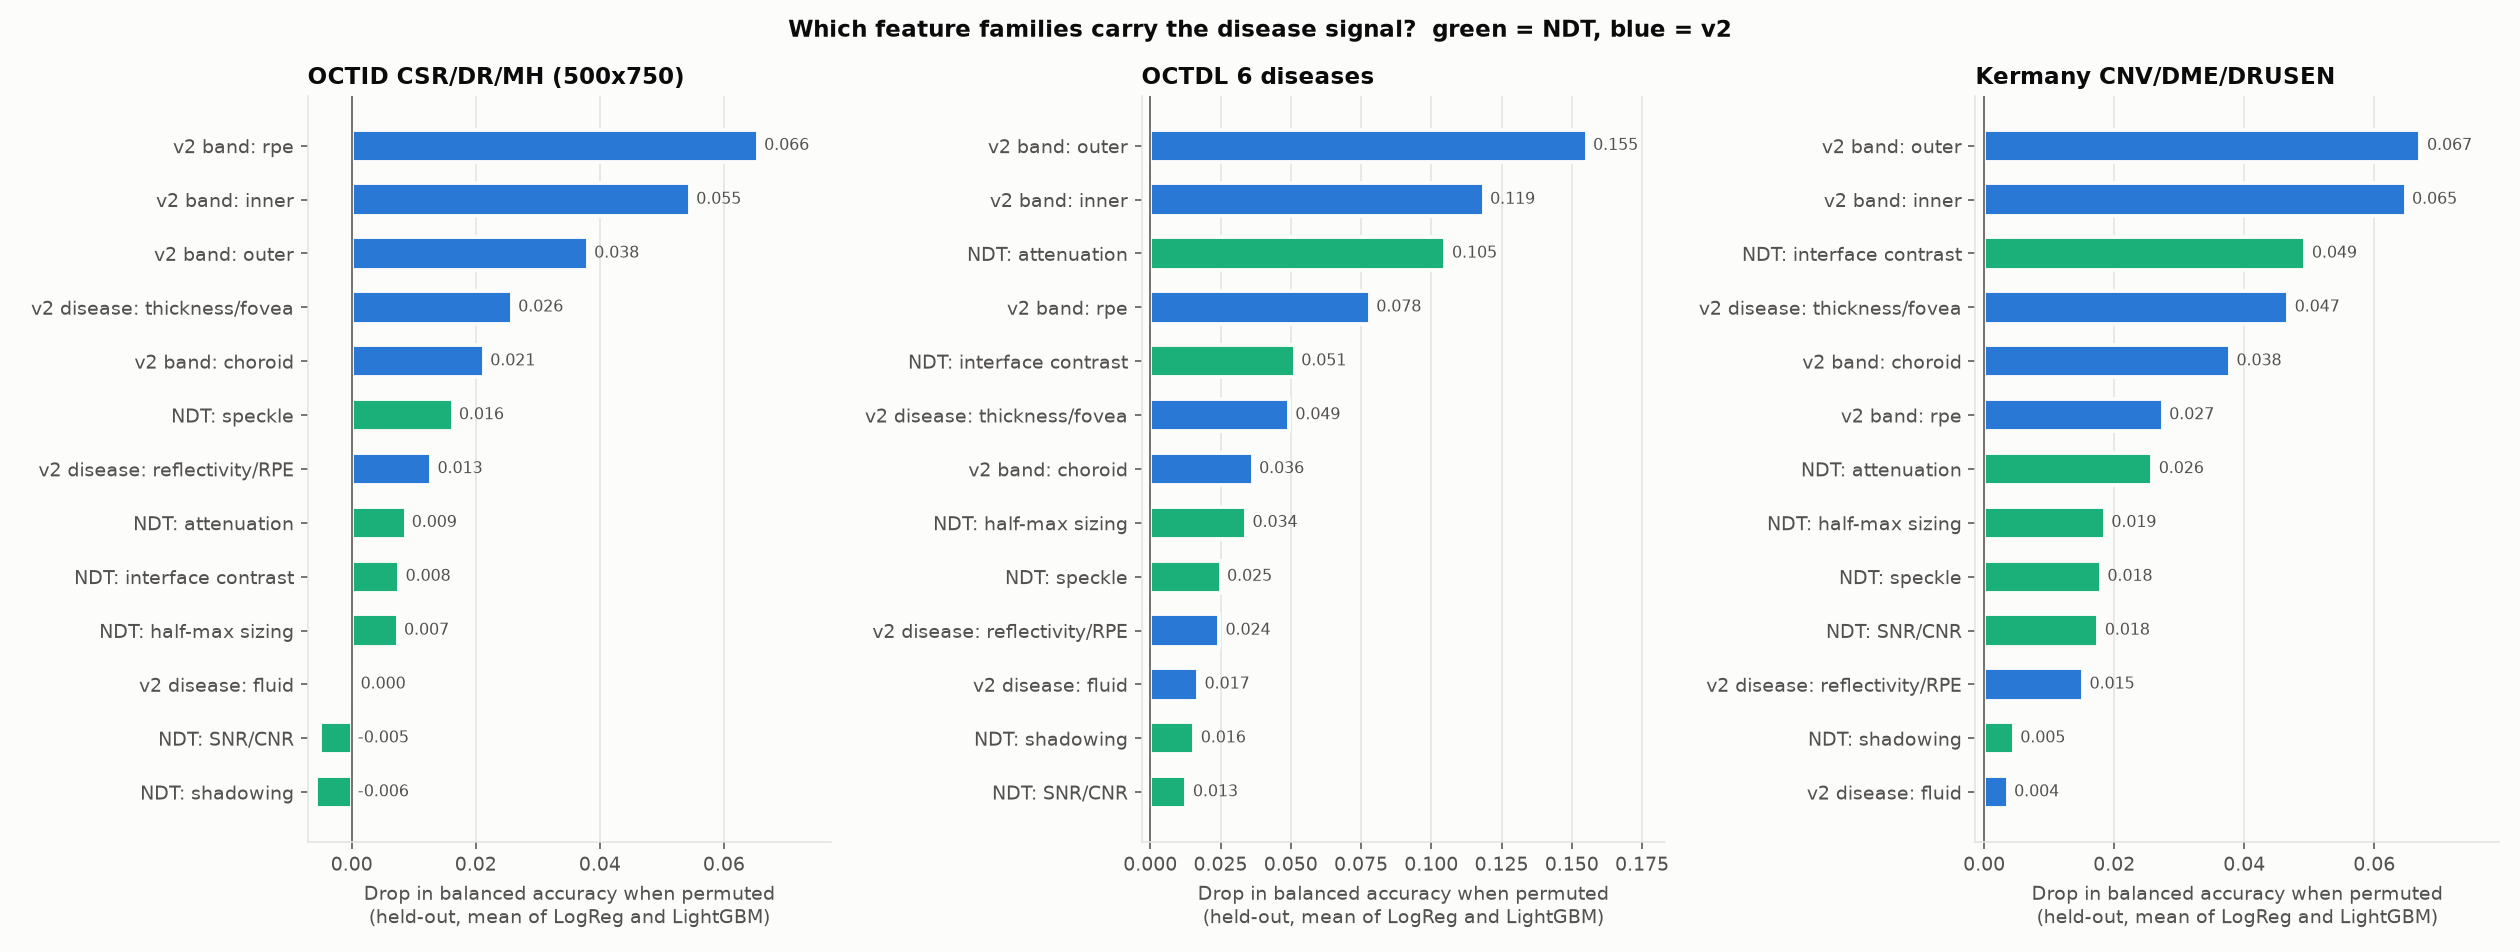 Which feature families carry the disease signal?  green = NDT, blue = v2
OCTID CSR/DR/MH (500x750)
v2 band: rpe
0.066
v2 band: inner
0.055
v2 band: outer
0.038
v2 disease: thickness/fovea
0.026
v2 band: choroid
0.021
NDT: speckle
0.016
v2 disease: reflectivity/RPE
0.013
NDT: attenuation
0.009
NDT: interface contrast
0.008
NDT: half-max sizing
0.007
v2 disease: fluid
0.000
NDT: SNR/CNR
-0.005
NDT: shadowing
-0.006
0.00 0.02 0.04 0.06
Drop in balanced accuracy when permuted
(held-out, mean of LogReg and LightGBM)
OCTDL 6 diseases
v2 band: outer
0.155
v2 band: inner
0.119
NDT: attenuation
0.105
v2 band: rpe
0.078
NDT: interface contrast
0.051
v2 disease: thickness/fovea
0.049
v2 band: choroid
0.036
NDT: half-max sizing
0.034
NDT: speckle
0.025
v2 disease: reflectivity/RPE
0.024
v2 disease: fluid
0.017
NDT: shadowing
0.016
NDT: SNR/CNR
0.013
0.000 0.025 0.050 0.075 0.100 0.125 0.150 0.175
Drop in balanced accuracy when permuted
(held-out, mean of LogReg and LightGBM)
Kermany CNV/DME/DRUSEN
v2 band: outer
0.067
v2 band: inner
0.065
NDT: interface contrast
0.049
v2 disease: thickness/fovea
0.047
v2 band: choroid
0.038
v2 band: rpe
0.027
NDT: attenuation
0.026
NDT: half-max sizing
0.019
NDT: speckle
0.018
NDT: SNR/CNR
0.018
v2 disease: reflectivity/RPE
0.015
NDT: shadowing
0.005
v2 disease: fluid
0.004
0.00 0.02 0.04 0.06
Drop in balanced accuracy when permuted
(held-out, mean of LogReg and LightGBM)